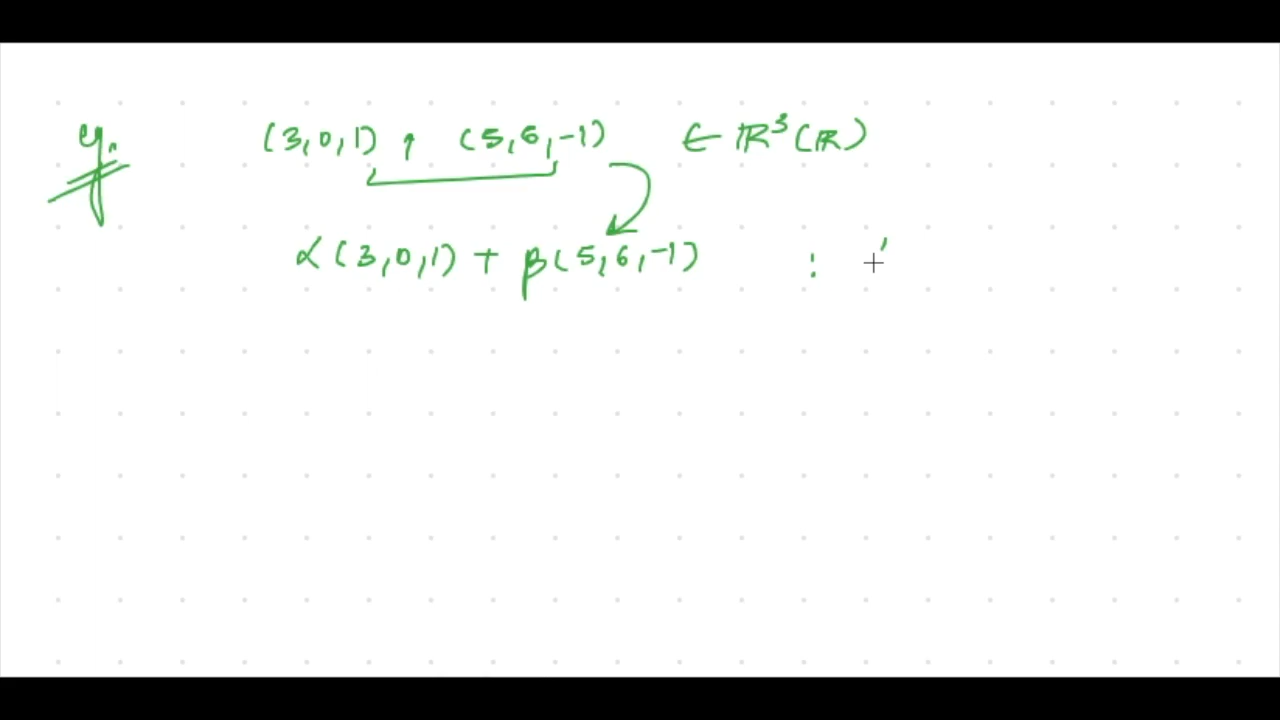 eg. (3,0,1), (5,6,-1) ∈ ℝ³(ℝ)
α(3,0,1) + β(5,6,-1) :